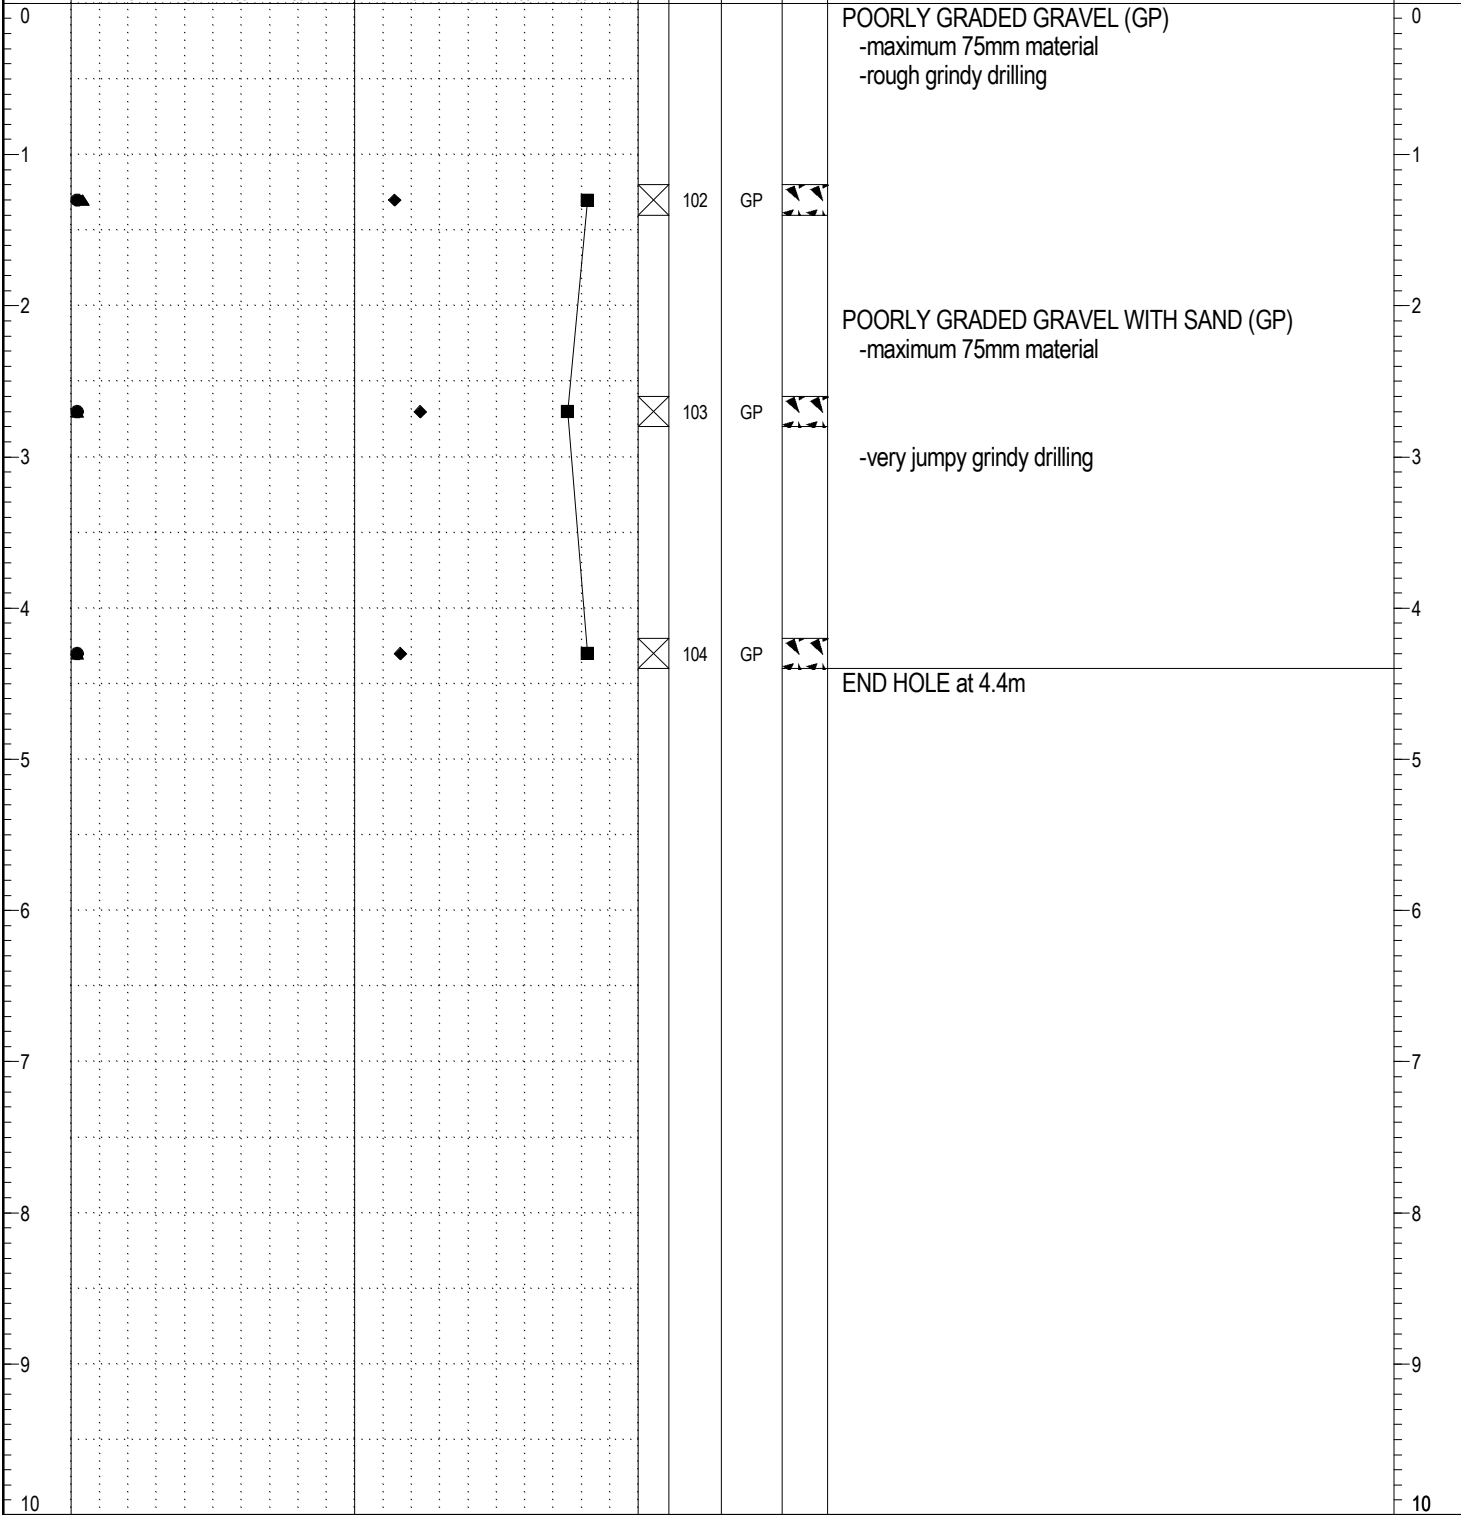 0 POORLY GRADED GRAVEL (GP) 0
-maximum 75mm material
-rough grindy drilling
1 1
102 GP
2 2
POORLY GRADED GRAVEL WITH SAND (GP)
-maximum 75mm material
103 GP
3 -very jumpy grindy drilling 3
4 4
104 GP
END HOLE at 4.4m
5 5
6 6
7 7
8 8
9 9
10 10